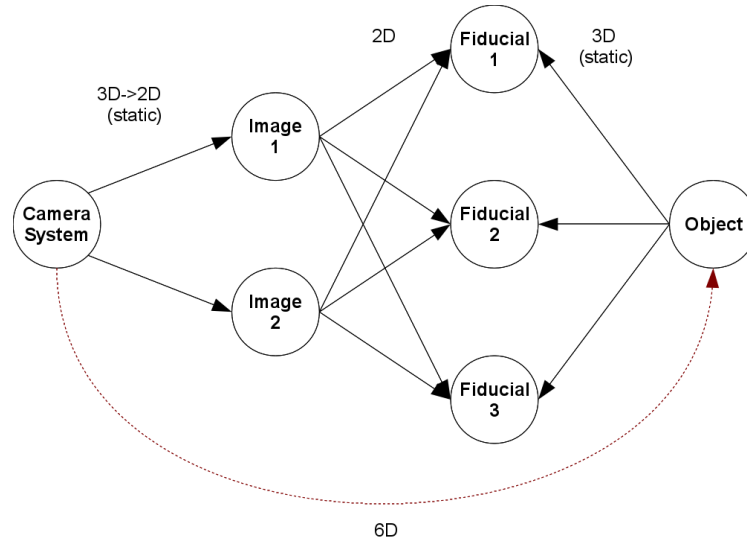 2D
Fiducial
1
3D
(static)
3D->2D
(static)
Image
1
Camera
System
Fiducial
2
Object
Image
2
Fiducial
3
6D